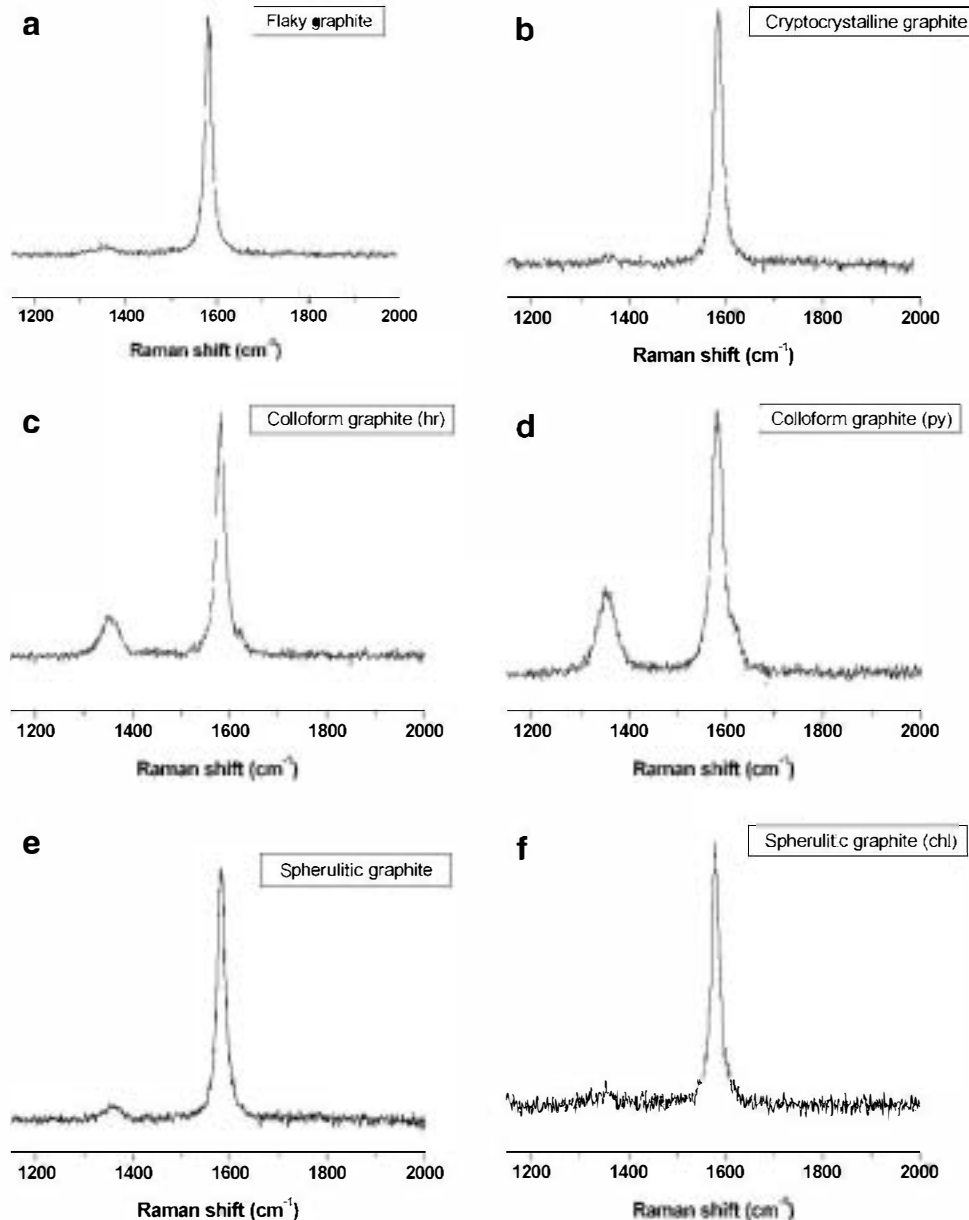 a
Flaky graphite
b
Cryptocrystalline graphite
1200 1400 1600 1800 2000
Raman shift (cm⁻¹)
1200 1400 1600 1800 2000
Raman shift (cm⁻¹)
c
Colloform graphite (hr)
d
Colloform graphite (py)
1200 1400 1600 1800 2000
Raman shift (cm⁻¹)
1200 1400 1600 1800 2000
Raman shift (cm⁻¹)
e
Spherulitic graphite
f
Spherulitic graphite (chl)
1200 1400 1600 1800 2000
Raman shift (cm⁻¹)
1200 1400 1600 1800 2000
Raman shift (cm⁻¹)